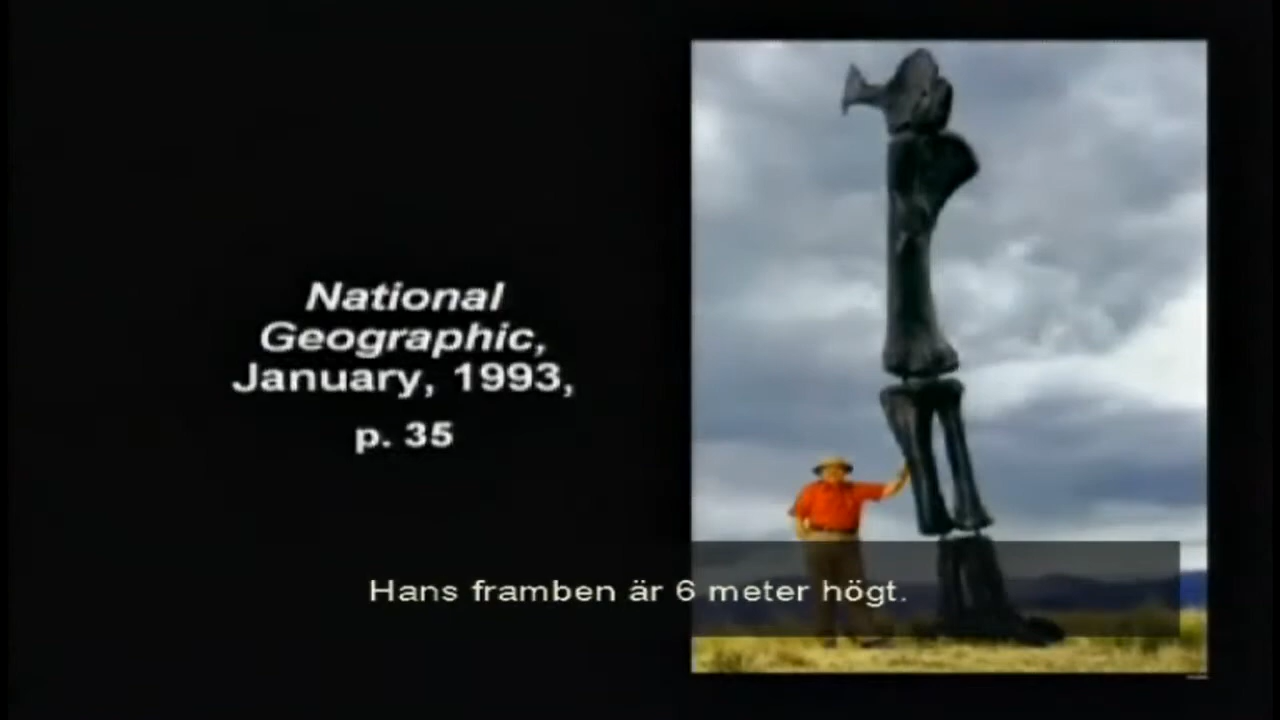 National
Geographic,
January, 1993,
p. 35
Hans framben är 6 meter högt.